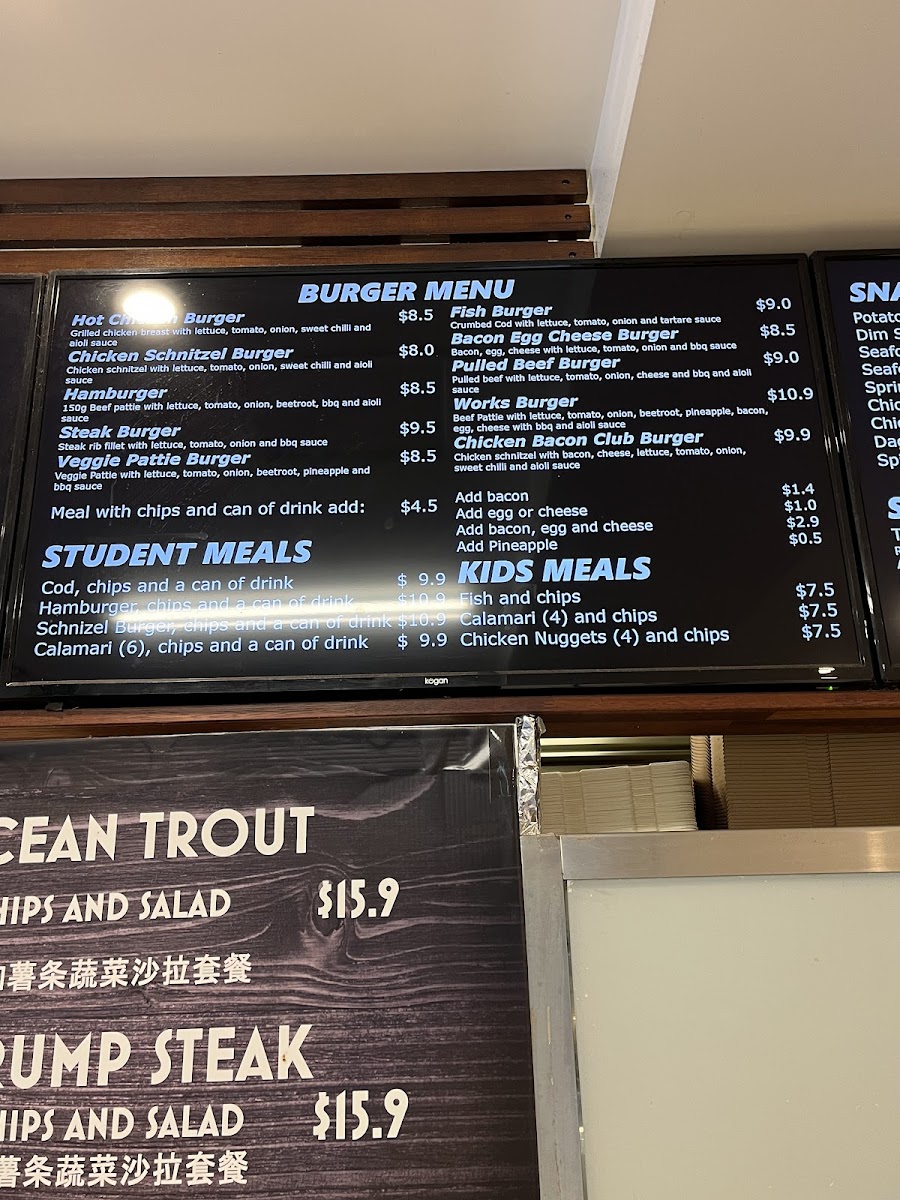 BURGER MENU
Hot Chicken Burger $8.5
Grilled chicken breast with lettuce, tomato, onion, sweet chilli and
aioli sauce
Chicken Schnitzel Burger $8.0
Chicken schnitzel with lettuce, tomato, onion, sweet chilli and aioli
sauce
Hamburger $8.5
150g Beef pattie with lettuce, tomato, onion, beetroot, bbq and aioli
sauce
Steak Burger $9.5
Steak rib fillet with lettuce, tomato, onion and bbq sauce
Veggie Pattie Burger $8.5
Veggie Pattie with lettuce, tomato, onion, beetroot, pineapple and
bbq sauce
Meal with chips and can of drink add: $4.5
Fish Burger $9.0
Crumbed Cod with lettuce, tomato, onion and tartare sauce
Bacon Egg Cheese Burger $8.5
Bacon, egg, cheese with lettuce, tomato, onion and bbq sauce
Pulled Beef Burger $9.0
Pulled beef with lettuce, tomato, onion, cheese and bbq and aioli
sauce
Works Burger $10.9
Beef Pattie with lettuce, tomato, onion, beetroot, pineapple, bacon,
egg, cheese with bbq and aioli sauce
Chicken Bacon Club Burger $9.9
Chicken schnitzel with bacon, cheese, lettuce, tomato, onion,
sweet chilli and aioli sauce
Add bacon $1.4
Add egg or cheese $1.0
Add bacon, egg and cheese $2.9
Add Pineapple $0.5
STUDENT MEALS
Cod, chips and a can of drink $ 9.9
Hamburger, chips and a can of drink $10.9
Schnizel Burger, chips and a can of drink $10.9
Calamari (6), chips and a can of drink $ 9.9
KIDS MEALS
Fish and chips $7.5
Calamari (4) and chips $7.5
Chicken Nuggets (4) and chips $7.5
kogan
SNA
Potato
Dim S
Seafo
Seafo
Sprin
Chic
Chi
Da
Sp
CEAN TROUT
HIPS AND SALAD $15.9
薯条蔬菜沙拉套餐
RUMP STEAK
HIPS AND SALAD $15.9
薯条蔬菜沙拉套餐